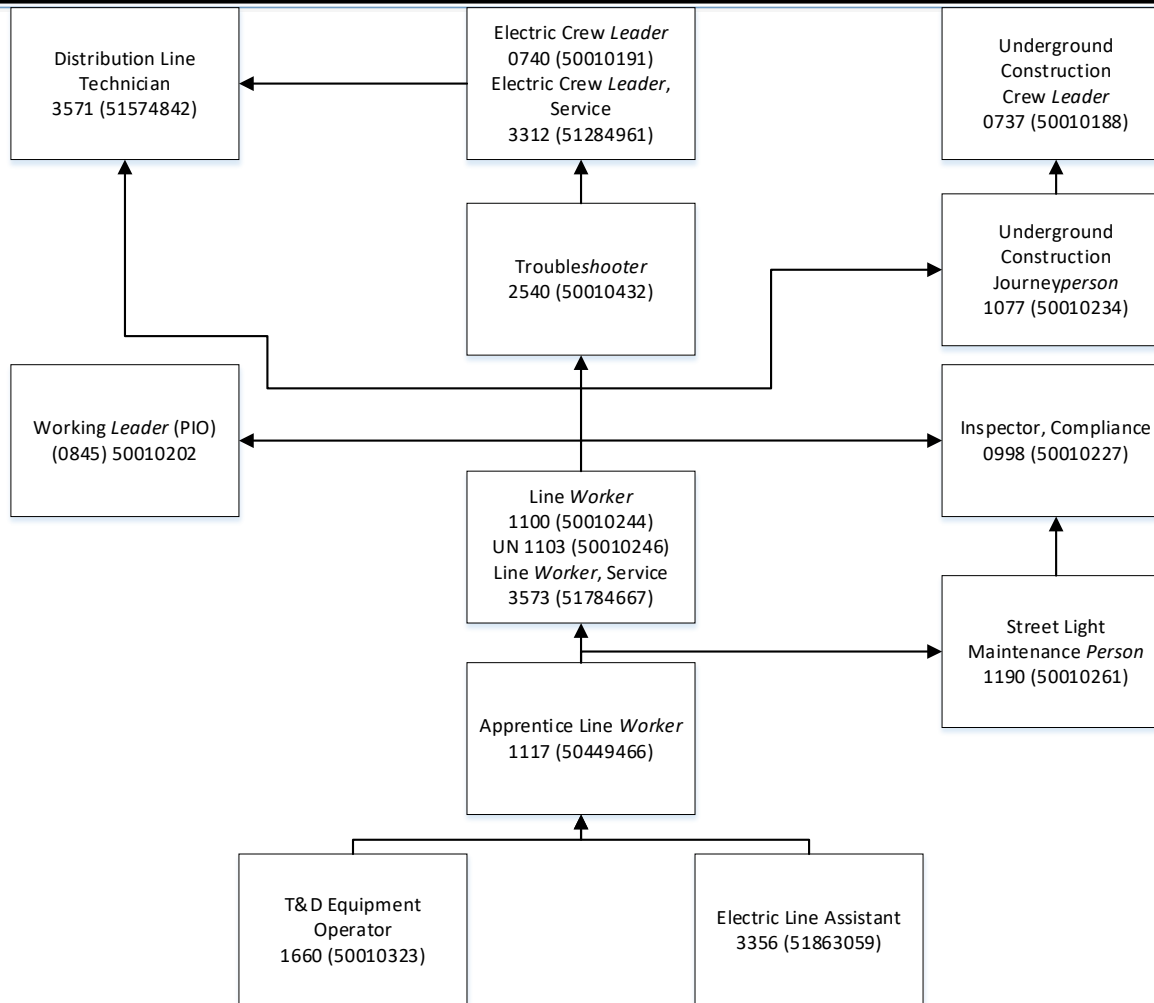 Distribution Line
Technician
3571 (51574842)
Electric Crew Leader
0740 (50010191)
Electric Crew Leader,
Service
3312 (51284961)
Underground
Construction
Crew Leader
0737 (50010188)
Troubleshooter
2540 (50010432)
Underground
Construction
Journeyperson
1077 (50010234)
Working Leader (PIO)
(0845) 50010202
Inspector, Compliance
0998 (50010227)
Line Worker
1100 (50010244)
UN 1103 (50010246)
Line Worker, Service
3573 (51784667)
Street Light
Maintenance Person
1190 (50010261)
Apprentice Line Worker
1117 (50449466)
T&D Equipment
Operator
1660 (50010323)
Electric Line Assistant
3356 (51863059)